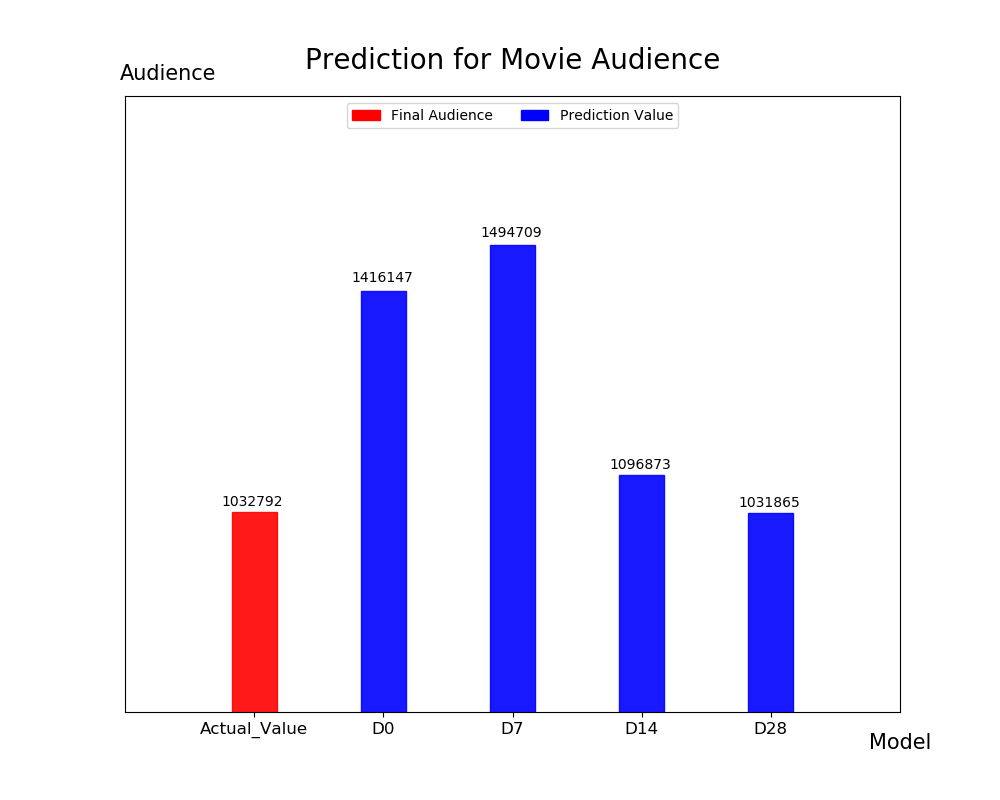 Prediction for Movie Audience
Audience
Final Audience Prediction Value
1494709
1416147
1096873
1032792
1031865
Actual_Value D0 D7 D14 D28
Model